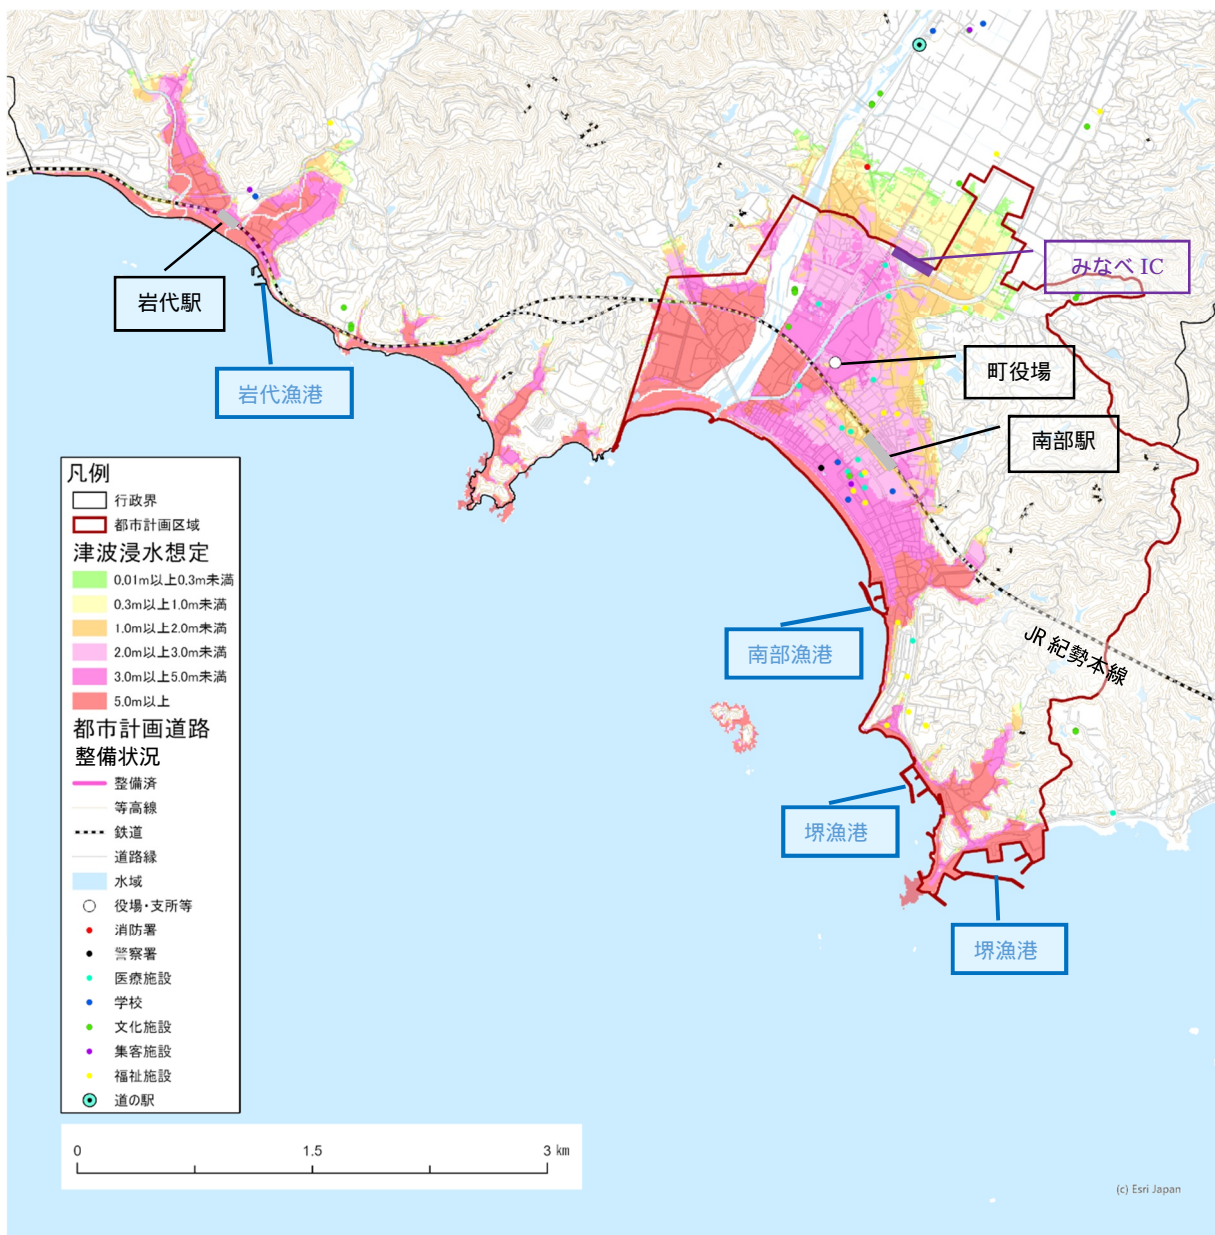 みなべ IC
岩代駅
町役場
岩代漁港
南部駅
凡例
行政界
都市計画区域
津波浸水想定
0.01m以上0.3m未満
0.3m以上1.0m未満
1.0m以上2.0m未満
2.0m以上3.0m未満
3.0m以上5.0m未満
5.0m以上
都市計画道路
整備状況
整備済
等高線
鉄道
道路縁
水域
役場・支所等
消防署
警察署
医療施設
学校
文化施設
集客施設
福祉施設
道の駅
南部漁港
JR 紀勢本線
堺漁港
堺漁港
0 1.5 3 km
(c) Esri Japan